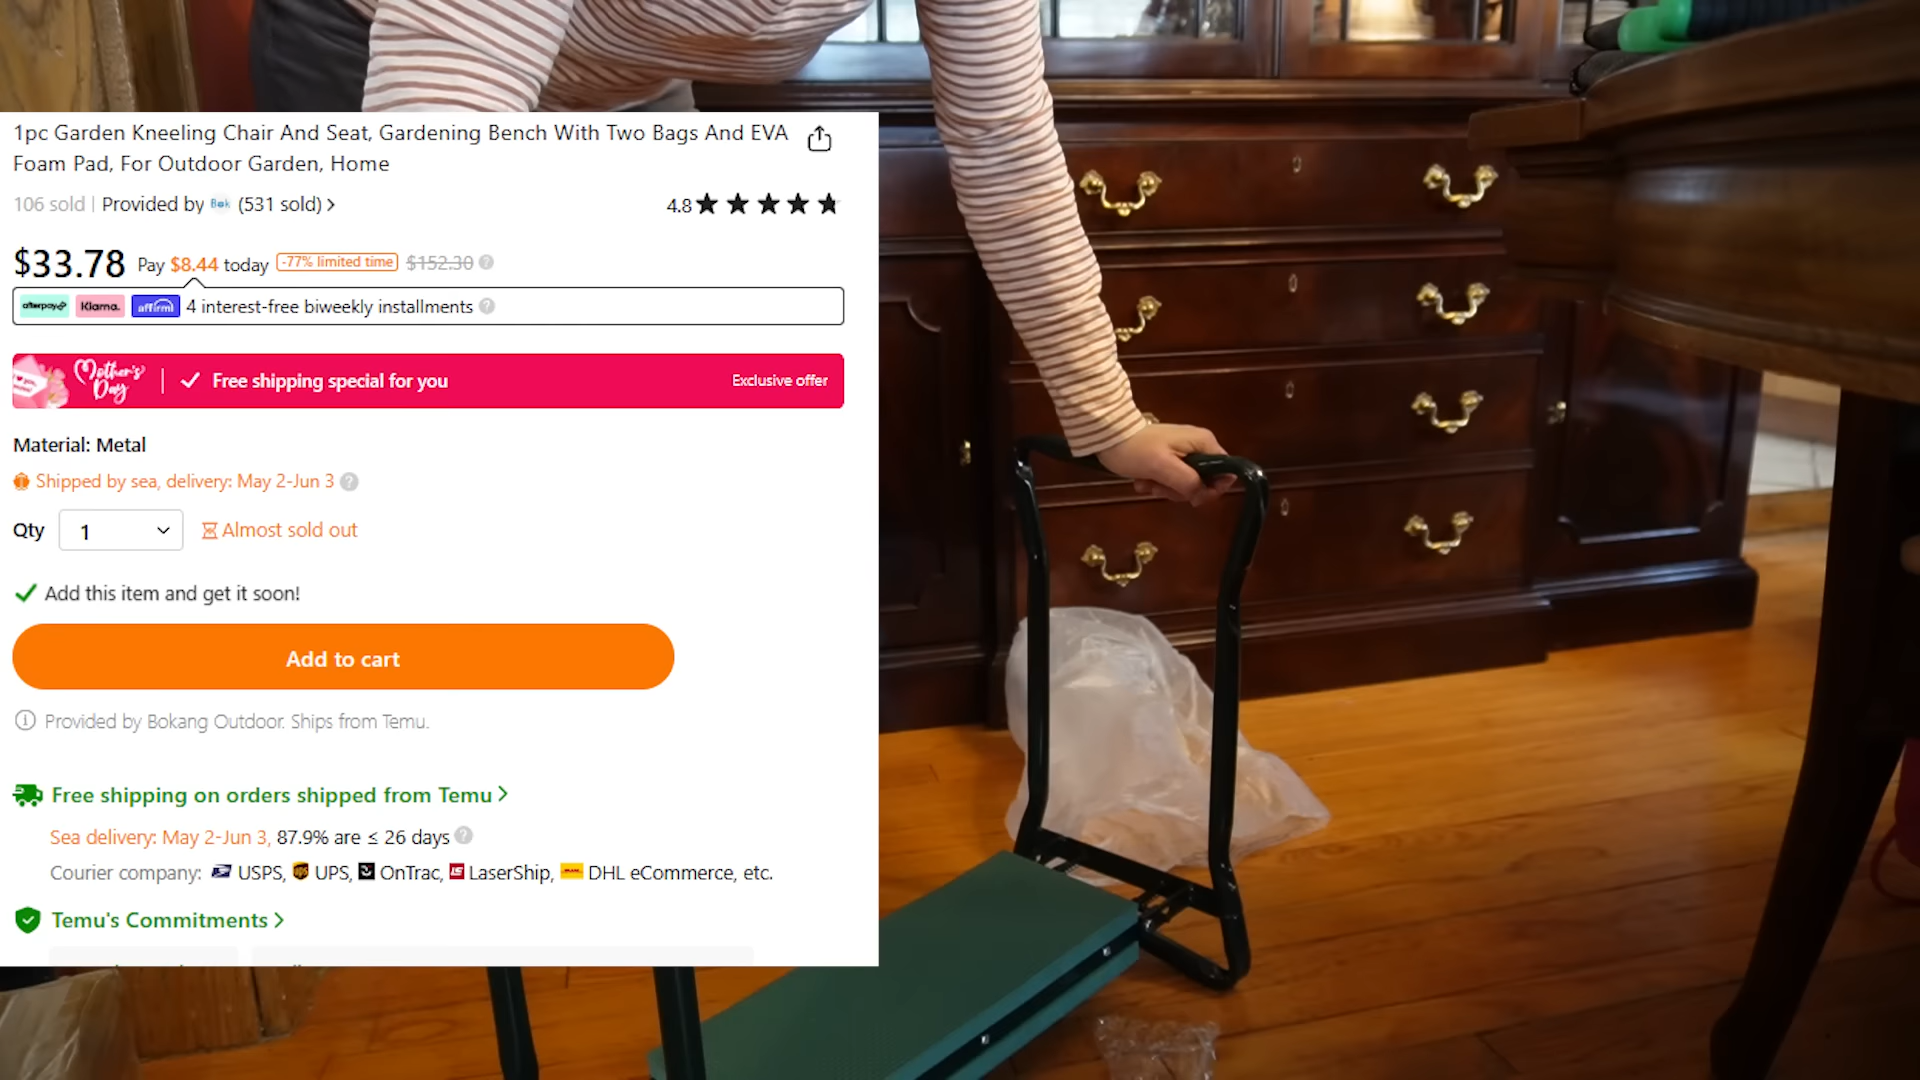 1pc Garden Kneeling Chair And Seat, Gardening Bench With Two Bags And EVA
Foam Pad, For Outdoor Garden, Home
106 sold | Provided by Bok (531 sold) >
4.8
$33.78 Pay $8.44 today -77% limited time $152.30
afterpay Klarna. affirm 4 interest-free biweekly installments
Mother's Day
Free shipping special for you
Exclusive offer
Material: Metal
Shipped by sea, delivery: May 2-Jun 3
Qty 1 Almost sold out
Add this item and get it soon!
Add to cart
Provided by Bokang Outdoor. Ships from Temu.
Free shipping on orders shipped from Temu >
Sea delivery: May 2-Jun 3, 87.9% are ≤ 26 days
Courier company: USPS, UPS, OnTrac, LS LaserShip, DHL eCommerce, etc.
Temu's Commitments >